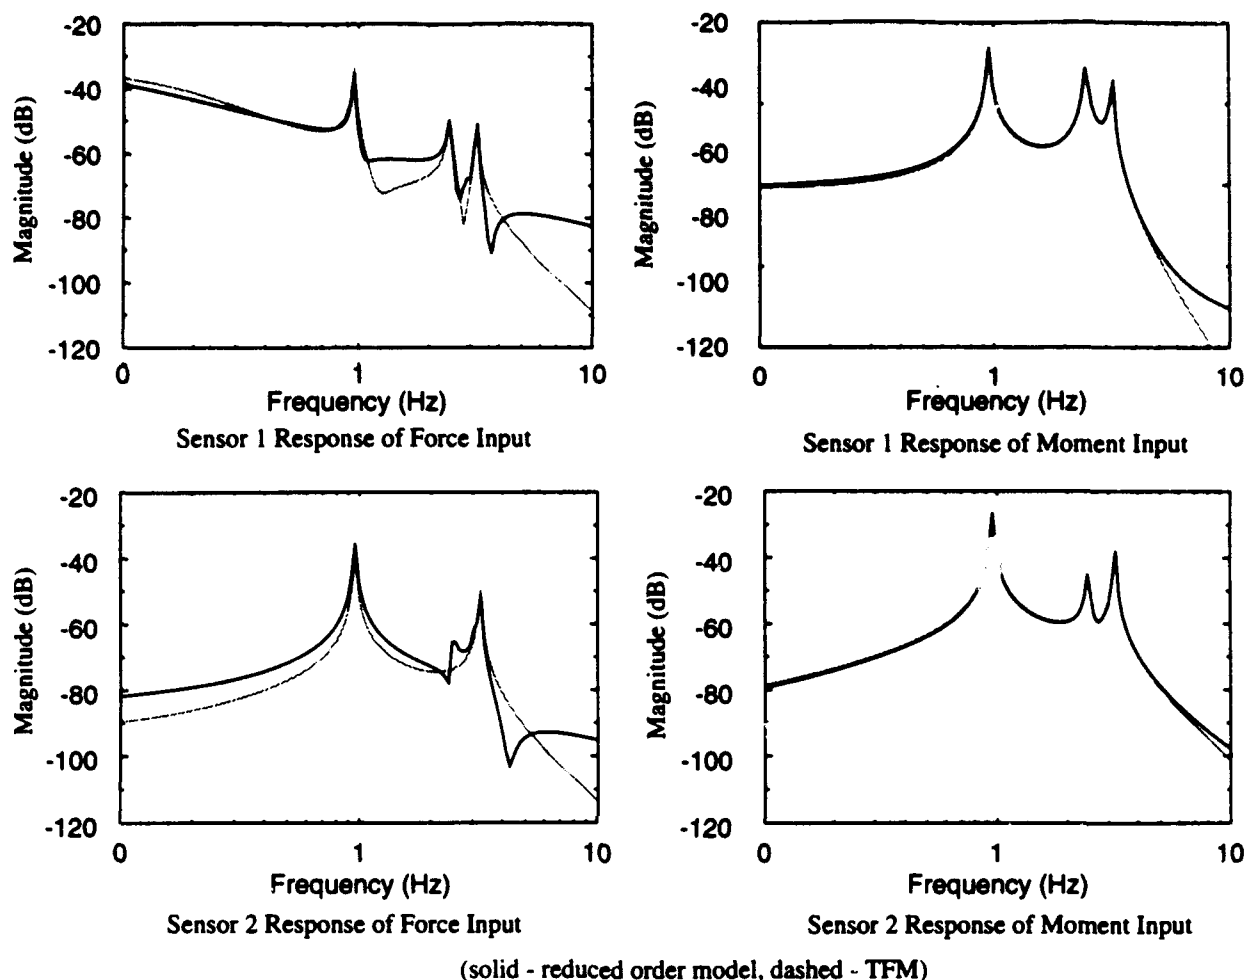 -20
-40
-60
-80
-100
-120
Magnitude (dB)
0 1 10
Frequency (Hz)
Sensor 1 Response of Force Input
-20
-40
-60
-80
-100
-120
Magnitude (dB)
0 1 10
Frequency (Hz)
Sensor 1 Response of Moment Input
-20
-40
-60
-80
-100
-120
Magnitude (dB)
0 1 10
Frequency (Hz)
Sensor 2 Response of Force Input
-20
-40
-60
-80
-100
-120
Magnitude (dB)
0 1 10
Frequency (Hz)
Sensor 2 Response of Moment Input
(solid - reduced order model, dashed - TFM)